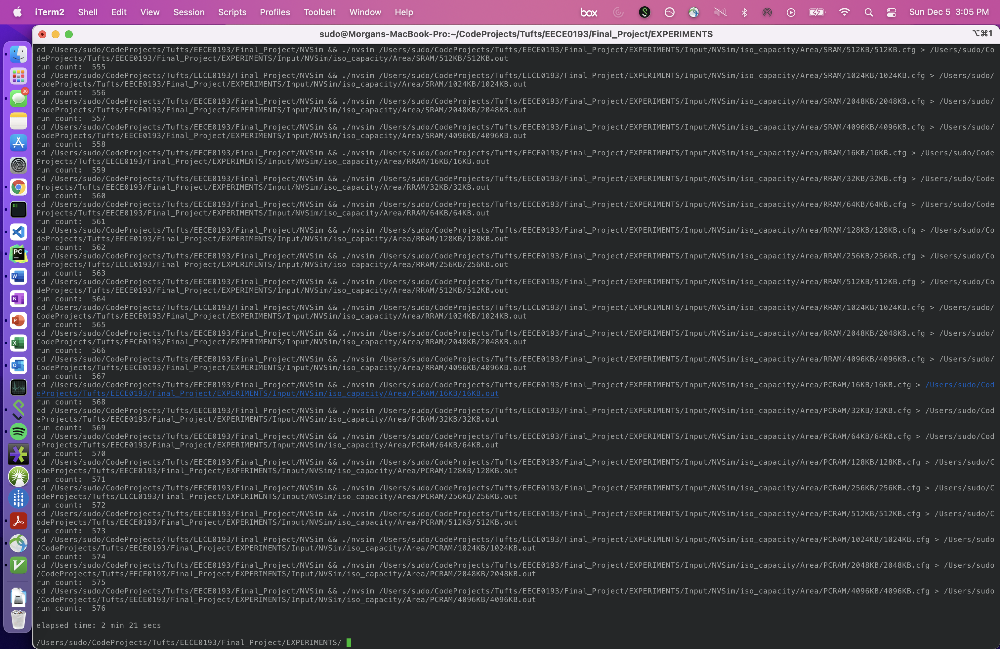 iTerm2 Shell Edit View Session Scripts Profiles Toolbelt Window Help box Sun Dec 5 3:05 PM
sudo@Morgans-MacBook-Pro:~/CodeProjects/Tufts/EECE0193/Final_Project/EXPERIMENTS ⌥⌘1
cd /Users/sudo/CodeProjects/Tufts/EECE0193/Final_Project/NVSim && ./nvsim /Users/sudo/CodeProjects/Tufts/EECE0193/Final_Project/EXPERIMENTS/Input/NVSim/iso_capacity/Area/SRAM/512KB/512KB.cfg > /Users/sudo/Co
deProjects/Tufts/EECE0193/Final_Project/EXPERIMENTS/Input/NVSim/iso_capacity/Area/SRAM/512KB/512KB.out
run count:  555
cd /Users/sudo/CodeProjects/Tufts/EECE0193/Final_Project/NVSim && ./nvsim /Users/sudo/CodeProjects/Tufts/EECE0193/Final_Project/EXPERIMENTS/Input/NVSim/iso_capacity/Area/SRAM/1024KB/1024KB.cfg > /Users/sudo/
CodeProjects/Tufts/EECE0193/Final_Project/EXPERIMENTS/Input/NVSim/iso_capacity/Area/SRAM/1024KB/1024KB.out
run count:  556
cd /Users/sudo/CodeProjects/Tufts/EECE0193/Final_Project/NVSim && ./nvsim /Users/sudo/CodeProjects/Tufts/EECE0193/Final_Project/EXPERIMENTS/Input/NVSim/iso_capacity/Area/SRAM/2048KB/2048KB.cfg > /Users/sudo/
CodeProjects/Tufts/EECE0193/Final_Project/EXPERIMENTS/Input/NVSim/iso_capacity/Area/SRAM/2048KB/2048KB.out
run count:  557
cd /Users/sudo/CodeProjects/Tufts/EECE0193/Final_Project/NVSim && ./nvsim /Users/sudo/CodeProjects/Tufts/EECE0193/Final_Project/EXPERIMENTS/Input/NVSim/iso_capacity/Area/SRAM/4096KB/4096KB.cfg > /Users/sudo/
CodeProjects/Tufts/EECE0193/Final_Project/EXPERIMENTS/Input/NVSim/iso_capacity/Area/SRAM/4096KB/4096KB.out
run count:  558
cd /Users/sudo/CodeProjects/Tufts/EECE0193/Final_Project/NVSim && ./nvsim /Users/sudo/CodeProjects/Tufts/EECE0193/Final_Project/EXPERIMENTS/Input/NVSim/iso_capacity/Area/RRAM/16KB/16KB.cfg > /Users/sudo/Code
Projects/Tufts/EECE0193/Final_Project/EXPERIMENTS/Input/NVSim/iso_capacity/Area/RRAM/16KB/16KB.out
run count:  559
cd /Users/sudo/CodeProjects/Tufts/EECE0193/Final_Project/NVSim && ./nvsim /Users/sudo/CodeProjects/Tufts/EECE0193/Final_Project/EXPERIMENTS/Input/NVSim/iso_capacity/Area/RRAM/32KB/32KB.cfg > /Users/sudo/Code
Projects/Tufts/EECE0193/Final_Project/EXPERIMENTS/Input/NVSim/iso_capacity/Area/RRAM/32KB/32KB.out
run count:  560
cd /Users/sudo/CodeProjects/Tufts/EECE0193/Final_Project/NVSim && ./nvsim /Users/sudo/CodeProjects/Tufts/EECE0193/Final_Project/EXPERIMENTS/Input/NVSim/iso_capacity/Area/RRAM/64KB/64KB.cfg > /Users/sudo/Code
Projects/Tufts/EECE0193/Final_Project/EXPERIMENTS/Input/NVSim/iso_capacity/Area/RRAM/64KB/64KB.out
run count:  561
cd /Users/sudo/CodeProjects/Tufts/EECE0193/Final_Project/NVSim && ./nvsim /Users/sudo/CodeProjects/Tufts/EECE0193/Final_Project/EXPERIMENTS/Input/NVSim/iso_capacity/Area/RRAM/128KB/128KB.cfg > /Users/sudo/Co
deProjects/Tufts/EECE0193/Final_Project/EXPERIMENTS/Input/NVSim/iso_capacity/Area/RRAM/128KB/128KB.out
run count:  562
cd /Users/sudo/CodeProjects/Tufts/EECE0193/Final_Project/NVSim && ./nvsim /Users/sudo/CodeProjects/Tufts/EECE0193/Final_Project/EXPERIMENTS/Input/NVSim/iso_capacity/Area/RRAM/256KB/256KB.cfg > /Users/sudo/Co
deProjects/Tufts/EECE0193/Final_Project/EXPERIMENTS/Input/NVSim/iso_capacity/Area/RRAM/256KB/256KB.out
run count:  563
cd /Users/sudo/CodeProjects/Tufts/EECE0193/Final_Project/NVSim && ./nvsim /Users/sudo/CodeProjects/Tufts/EECE0193/Final_Project/EXPERIMENTS/Input/NVSim/iso_capacity/Area/RRAM/512KB/512KB.cfg > /Users/sudo/Co
deProjects/Tufts/EECE0193/Final_Project/EXPERIMENTS/Input/NVSim/iso_capacity/Area/RRAM/512KB/512KB.out
run count:  564
cd /Users/sudo/CodeProjects/Tufts/EECE0193/Final_Project/NVSim && ./nvsim /Users/sudo/CodeProjects/Tufts/EECE0193/Final_Project/EXPERIMENTS/Input/NVSim/iso_capacity/Area/RRAM/1024KB/1024KB.cfg > /Users/sudo/
CodeProjects/Tufts/EECE0193/Final_Project/EXPERIMENTS/Input/NVSim/iso_capacity/Area/RRAM/1024KB/1024KB.out
run count:  565
cd /Users/sudo/CodeProjects/Tufts/EECE0193/Final_Project/NVSim && ./nvsim /Users/sudo/CodeProjects/Tufts/EECE0193/Final_Project/EXPERIMENTS/Input/NVSim/iso_capacity/Area/RRAM/2048KB/2048KB.cfg > /Users/sudo/
CodeProjects/Tufts/EECE0193/Final_Project/EXPERIMENTS/Input/NVSim/iso_capacity/Area/RRAM/2048KB/2048KB.out
run count:  566
cd /Users/sudo/CodeProjects/Tufts/EECE0193/Final_Project/NVSim && ./nvsim /Users/sudo/CodeProjects/Tufts/EECE0193/Final_Project/EXPERIMENTS/Input/NVSim/iso_capacity/Area/RRAM/4096KB/4096KB.cfg > /Users/sudo/
CodeProjects/Tufts/EECE0193/Final_Project/EXPERIMENTS/Input/NVSim/iso_capacity/Area/RRAM/4096KB/4096KB.out
run count:  567
cd /Users/sudo/CodeProjects/Tufts/EECE0193/Final_Project/NVSim && ./nvsim /Users/sudo/CodeProjects/Tufts/EECE0193/Final_Project/EXPERIMENTS/Input/NVSim/iso_capacity/Area/PCRAM/16KB/16KB.cfg > /Users/sudo/Cod
eProjects/Tufts/EECE0193/Final_Project/EXPERIMENTS/Input/NVSim/iso_capacity/Area/PCRAM/16KB/16KB.out
run count:  568
cd /Users/sudo/CodeProjects/Tufts/EECE0193/Final_Project/NVSim && ./nvsim /Users/sudo/CodeProjects/Tufts/EECE0193/Final_Project/EXPERIMENTS/Input/NVSim/iso_capacity/Area/PCRAM/32KB/32KB.cfg > /Users/sudo/Cod
eProjects/Tufts/EECE0193/Final_Project/EXPERIMENTS/Input/NVSim/iso_capacity/Area/PCRAM/32KB/32KB.out
run count:  569
cd /Users/sudo/CodeProjects/Tufts/EECE0193/Final_Project/NVSim && ./nvsim /Users/sudo/CodeProjects/Tufts/EECE0193/Final_Project/EXPERIMENTS/Input/NVSim/iso_capacity/Area/PCRAM/64KB/64KB.cfg > /Users/sudo/Cod
eProjects/Tufts/EECE0193/Final_Project/EXPERIMENTS/Input/NVSim/iso_capacity/Area/PCRAM/64KB/64KB.out
run count:  570
cd /Users/sudo/CodeProjects/Tufts/EECE0193/Final_Project/NVSim && ./nvsim /Users/sudo/CodeProjects/Tufts/EECE0193/Final_Project/EXPERIMENTS/Input/NVSim/iso_capacity/Area/PCRAM/128KB/128KB.cfg > /Users/sudo/C
odeProjects/Tufts/EECE0193/Final_Project/EXPERIMENTS/Input/NVSim/iso_capacity/Area/PCRAM/128KB/128KB.out
run count:  571
cd /Users/sudo/CodeProjects/Tufts/EECE0193/Final_Project/NVSim && ./nvsim /Users/sudo/CodeProjects/Tufts/EECE0193/Final_Project/EXPERIMENTS/Input/NVSim/iso_capacity/Area/PCRAM/256KB/256KB.cfg > /Users/sudo/C
odeProjects/Tufts/EECE0193/Final_Project/EXPERIMENTS/Input/NVSim/iso_capacity/Area/PCRAM/256KB/256KB.out
run count:  572
cd /Users/sudo/CodeProjects/Tufts/EECE0193/Final_Project/NVSim && ./nvsim /Users/sudo/CodeProjects/Tufts/EECE0193/Final_Project/EXPERIMENTS/Input/NVSim/iso_capacity/Area/PCRAM/512KB/512KB.cfg > /Users/sudo/C
odeProjects/Tufts/EECE0193/Final_Project/EXPERIMENTS/Input/NVSim/iso_capacity/Area/PCRAM/512KB/512KB.out
run count:  573
cd /Users/sudo/CodeProjects/Tufts/EECE0193/Final_Project/NVSim && ./nvsim /Users/sudo/CodeProjects/Tufts/EECE0193/Final_Project/EXPERIMENTS/Input/NVSim/iso_capacity/Area/PCRAM/1024KB/1024KB.cfg > /Users/sudo
/CodeProjects/Tufts/EECE0193/Final_Project/EXPERIMENTS/Input/NVSim/iso_capacity/Area/PCRAM/1024KB/1024KB.out
run count:  574
cd /Users/sudo/CodeProjects/Tufts/EECE0193/Final_Project/NVSim && ./nvsim /Users/sudo/CodeProjects/Tufts/EECE0193/Final_Project/EXPERIMENTS/Input/NVSim/iso_capacity/Area/PCRAM/2048KB/2048KB.cfg > /Users/sudo
/CodeProjects/Tufts/EECE0193/Final_Project/EXPERIMENTS/Input/NVSim/iso_capacity/Area/PCRAM/2048KB/2048KB.out
run count:  575
cd /Users/sudo/CodeProjects/Tufts/EECE0193/Final_Project/NVSim && ./nvsim /Users/sudo/CodeProjects/Tufts/EECE0193/Final_Project/EXPERIMENTS/Input/NVSim/iso_capacity/Area/PCRAM/4096KB/4096KB.cfg > /Users/sudo
/CodeProjects/Tufts/EECE0193/Final_Project/EXPERIMENTS/Input/NVSim/iso_capacity/Area/PCRAM/4096KB/4096KB.out
run count:  576
elapsed time: 2 min 21 secs
/Users/sudo/CodeProjects/Tufts/EECE0193/Final_Project/EXPERIMENTS/
36
$
PC
W
N
P
X
O
V